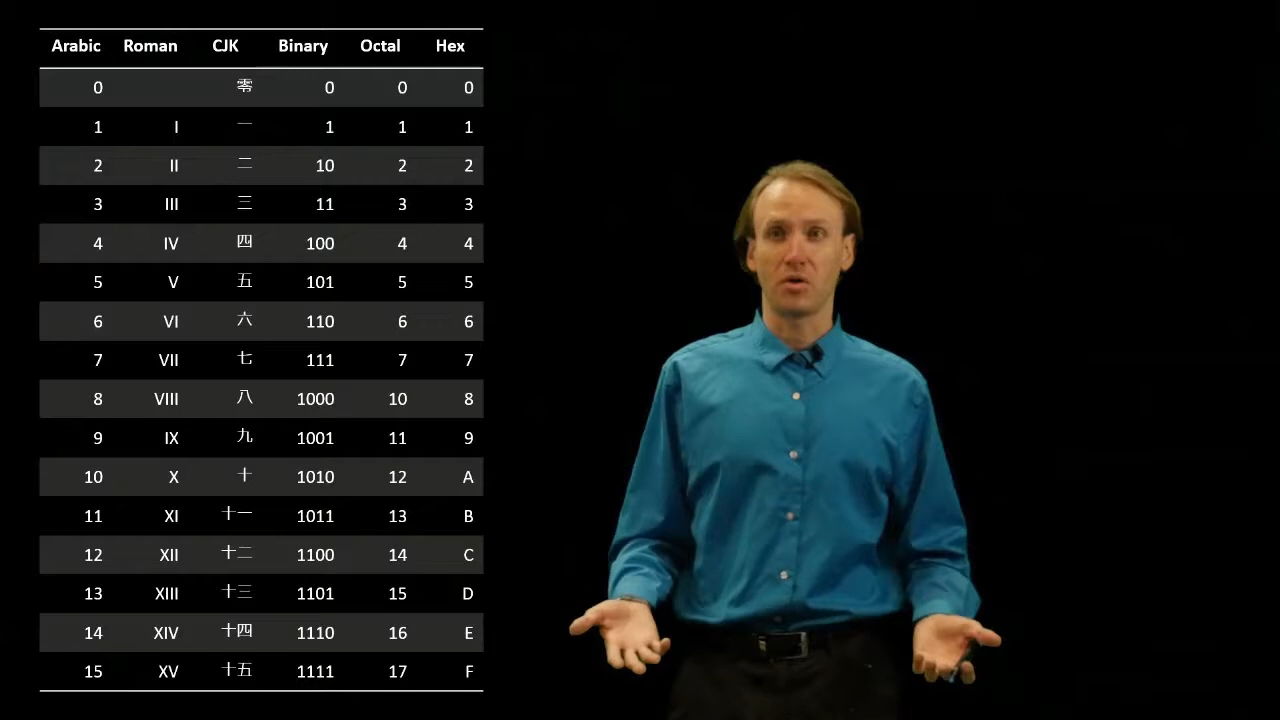 Arabic Roman CJK Binary Octal Hex
0 零 0 0 0
1 I 一 1 1 1
2 II 二 10 2 2
3 III 三 11 3 3
4 IV 四 100 4 4
5 V 五 101 5 5
6 VI 六 110 6 6
7 VII 七 111 7 7
8 VIII 八 1000 10 8
9 IX 九 1001 11 9
10 X 十 1010 12 A
11 XI 十一 1011 13 B
12 XII 十二 1100 14 C
13 XIII 十三 1101 15 D
14 XIV 十四 1110 16 E
15 XV 十五 1111 17 F